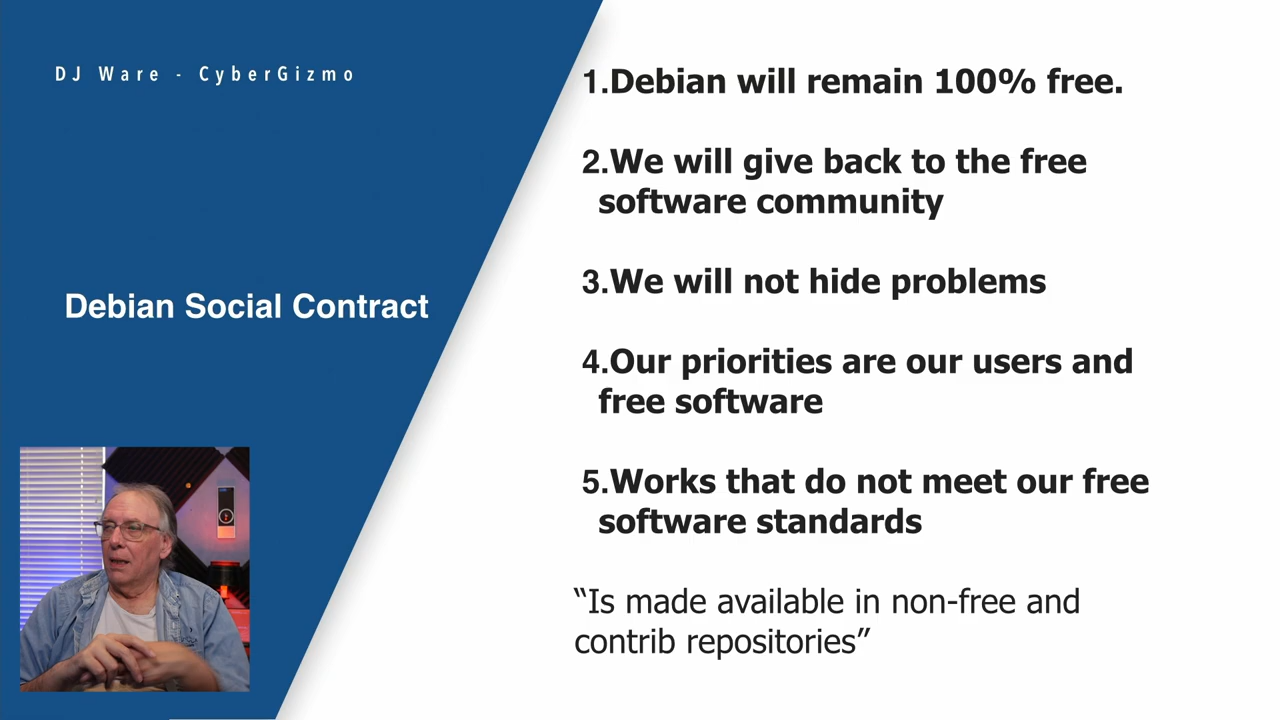 DJ Ware - CyberGizmo
Debian Social Contract
1.Debian will remain 100% free.
2.We will give back to the free
software community
3.We will not hide problems
4.Our priorities are our users and
free software
5.Works that do not meet our free
software standards
“Is made available in non-free and
contrib repositories”